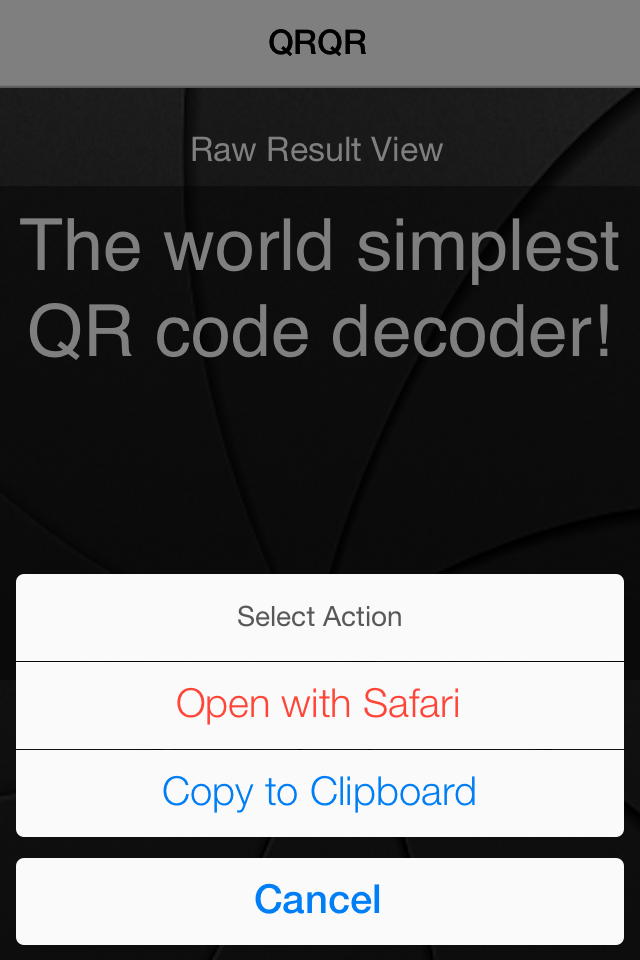 QRQR
Raw Result View
The world simplest
QR code decoder!
Select Action
Open with Safari
Copy to Clipboard
Cancel